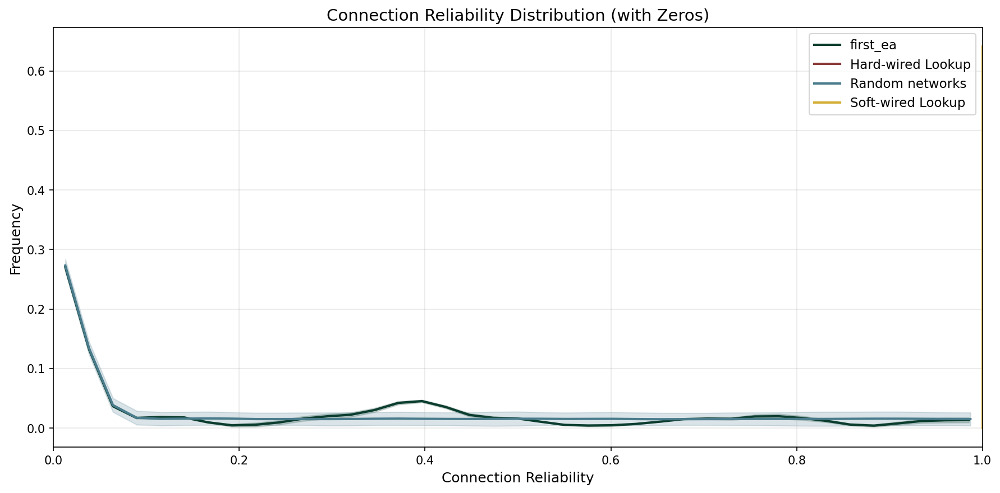 Connection Reliability Distribution (with Zeros)
first_ea
Hard-wired Lookup
Random networks
Soft-wired Lookup
Frequency
0.6
0.5
0.4
0.3
0.2
0.1
0.0
0.0 0.2 0.4 0.6 0.8 1.0
Connection Reliability